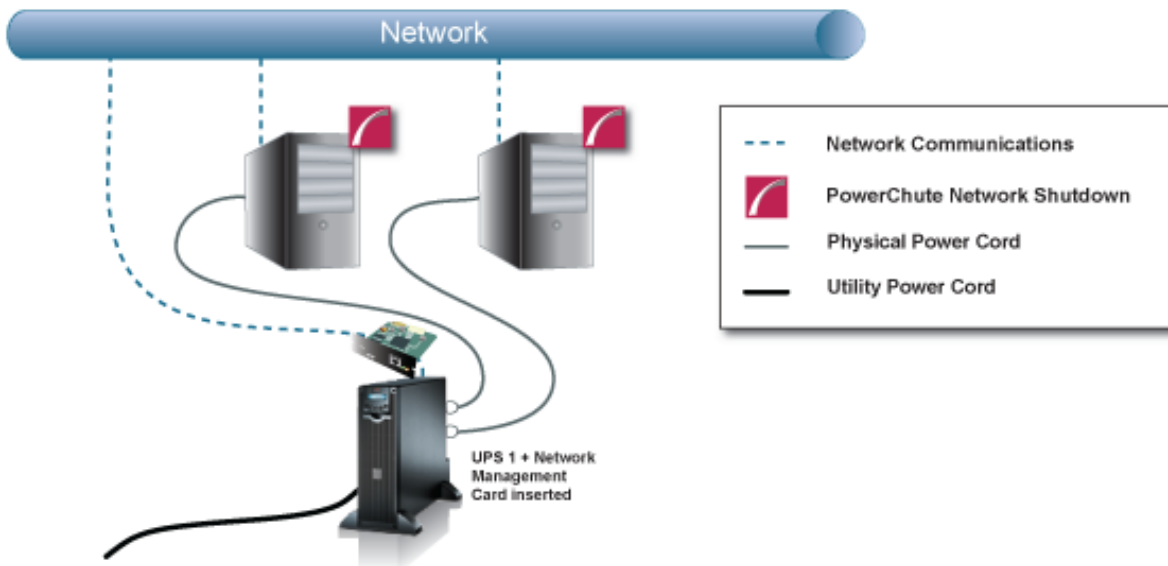 Network
Network Communications
PowerChute Network Shutdown
Physical Power Cord
Utility Power Cord
UPS 1 + Network
Management
Card inserted